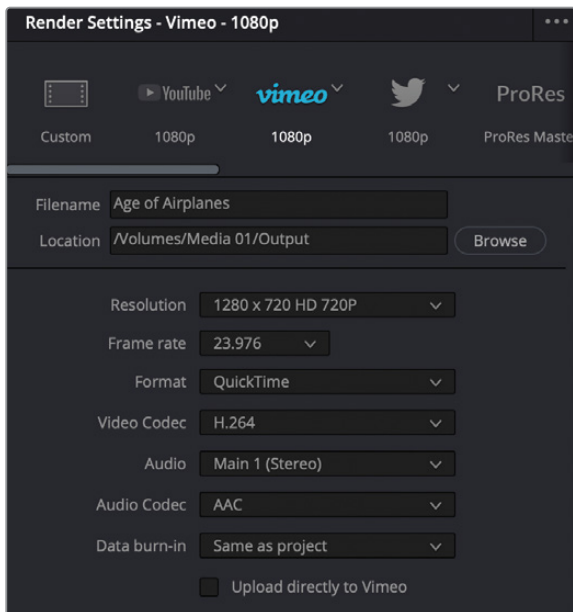 Render Settings - Vimeo - 1080p
YouTube
vimeo
ProRes
Custom
1080p
1080p
1080p
ProRes Maste
Filename
Age of Airplanes
Location
/Volumes/Media 01/Output
Browse
Resolution
1280 x 720 HD 720P
Frame rate
23.976
Format
QuickTime
Video Codec
H.264
Audio
Main 1 (Stereo)
Audio Codec
AAC
Data burn-in
Same as project
Upload directly to Vimeo